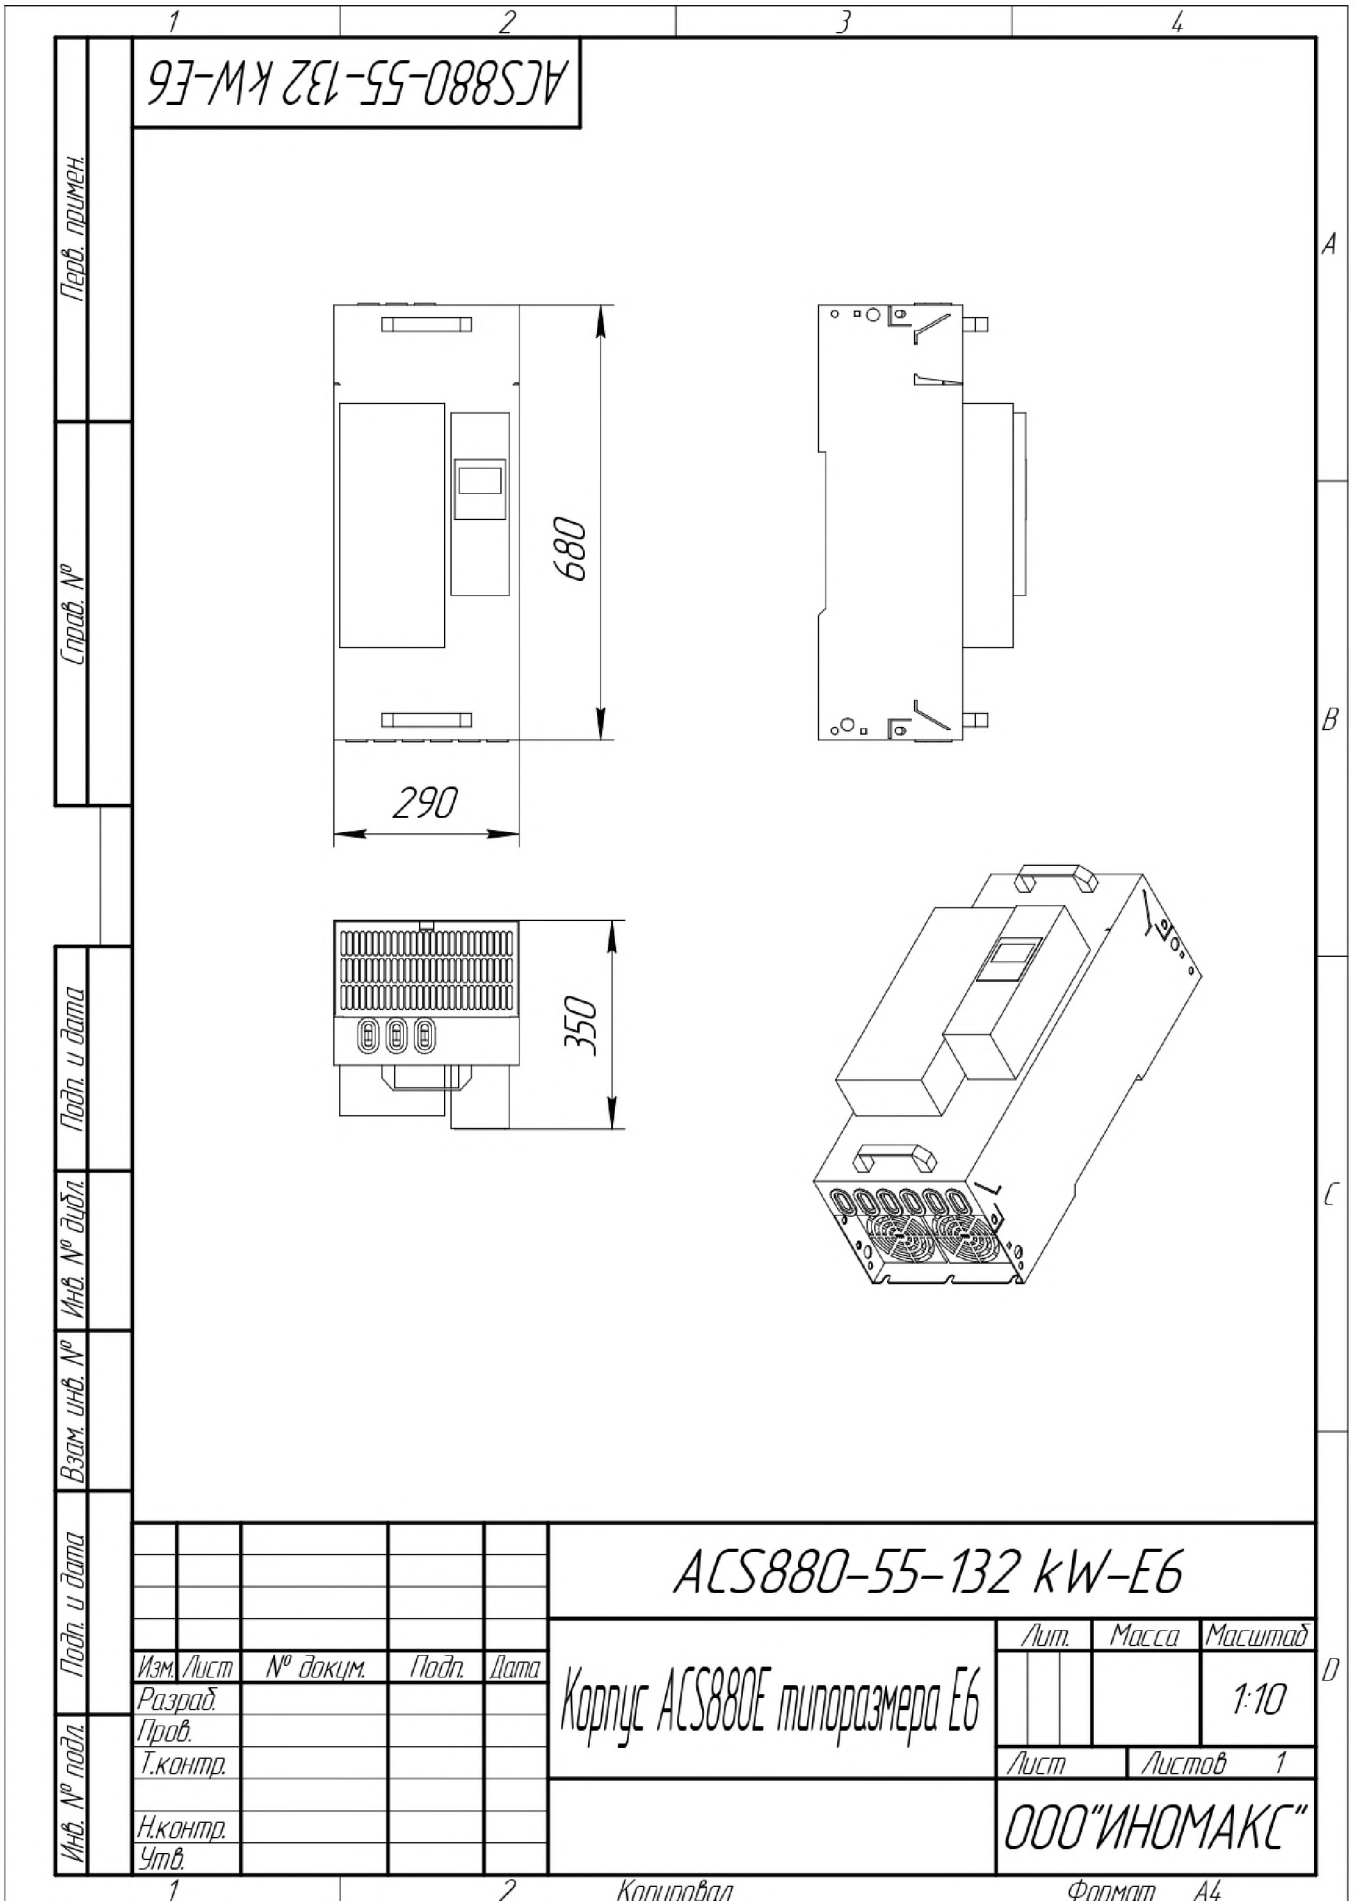 1 2 3 4
ACS880-55-132 kW-E6
Перв. примен.
Справ. №
Подп. и дата
Инв. № дубл.
Взам. инв. №
Подп. и дата
Инв. № подл.
A
B
C
D
680
290
350
ACS880-55-132 kW-E6
Лит. Масса Масштаб
Изм. Лист № докум. Подп. Дата
Разраб.
Пров.
Т.контр.
Н.контр.
Утв.
Корпус ACS880E типоразмера E6
1:10
Лист Листов 1
ООО"ИНОМАКС"
1 2 Копировал Формат A4